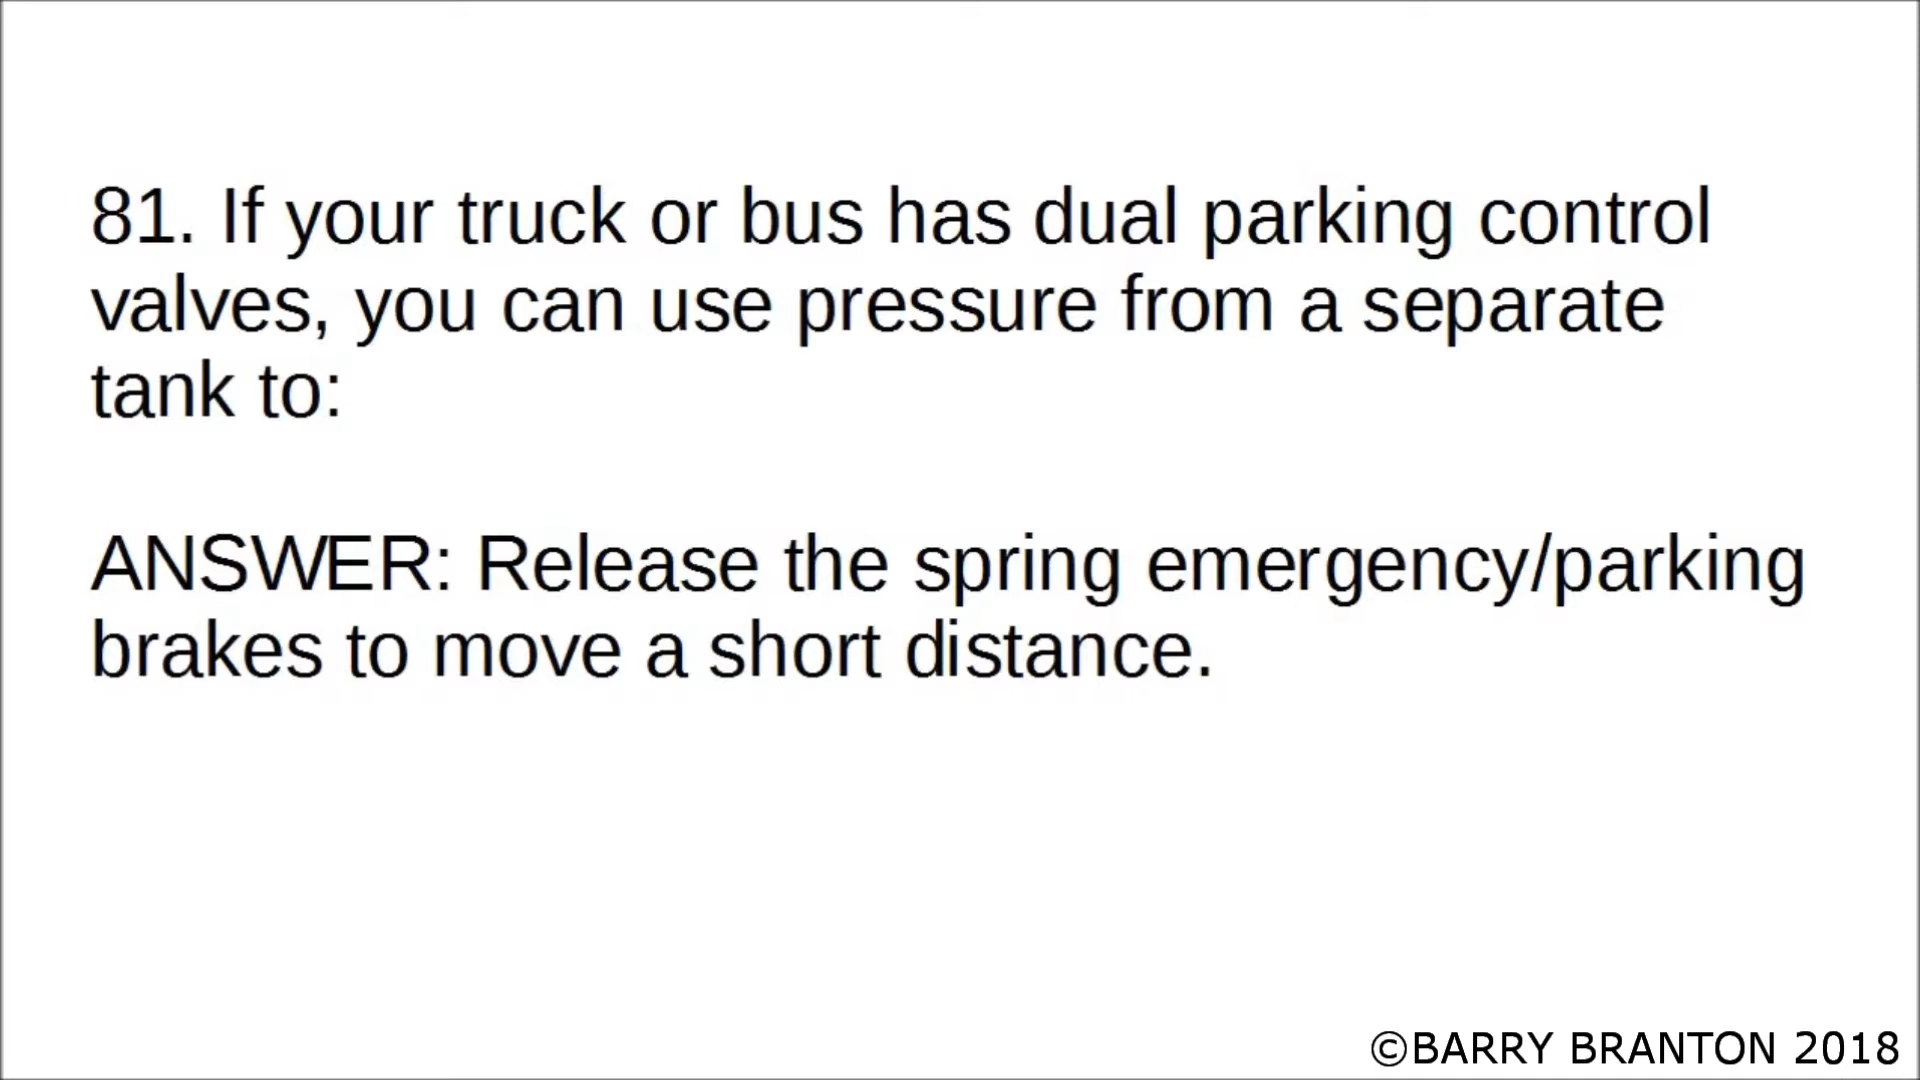 81. If your truck or bus has dual parking control
valves, you can use pressure from a separate
tank to:
ANSWER: Release the spring emergency/parking
brakes to move a short distance.
©BARRY BRANTON 2018